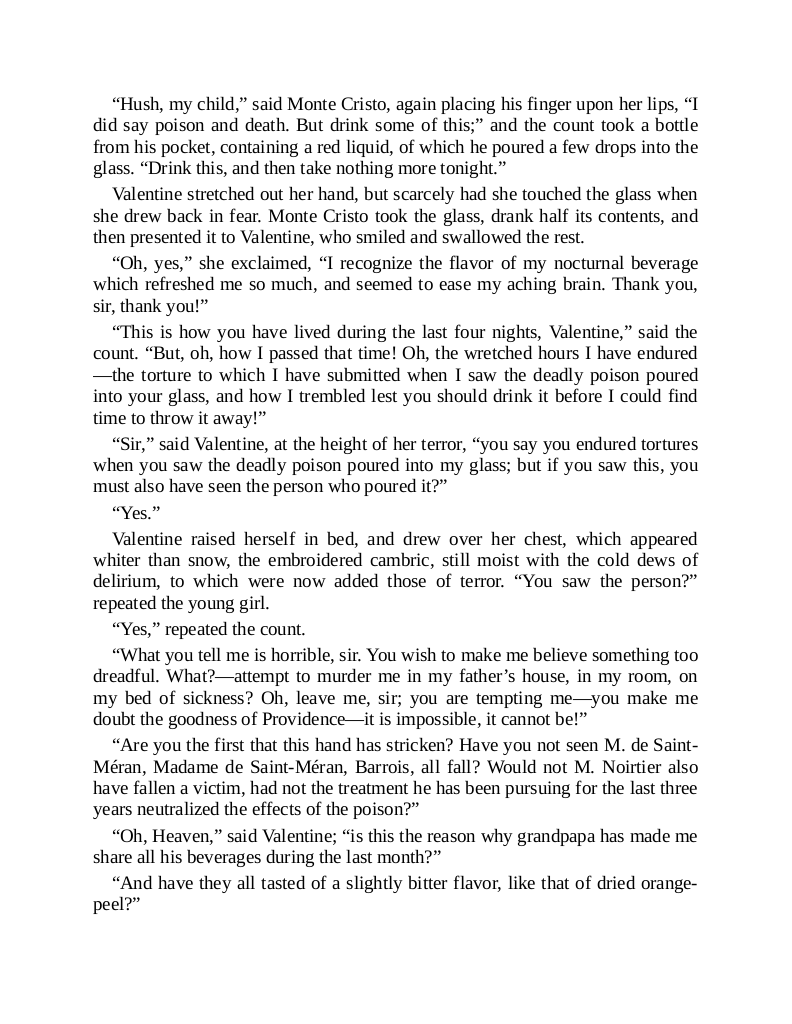 “Hush, my child,” said Monte Cristo, again placing his finger upon her lips, “I
did say poison and death. But drink some of this;” and the count took a bottle
from his pocket, containing a red liquid, of which he poured a few drops into the
glass. “Drink this, and then take nothing more tonight.”
Valentine stretched out her hand, but scarcely had she touched the glass when
she drew back in fear. Monte Cristo took the glass, drank half its contents, and
then presented it to Valentine, who smiled and swallowed the rest.
“Oh, yes,” she exclaimed, “I recognize the flavor of my nocturnal beverage
which refreshed me so much, and seemed to ease my aching brain. Thank you,
sir, thank you!”
“This is how you have lived during the last four nights, Valentine,” said the
count. “But, oh, how I passed that time! Oh, the wretched hours I have endured
—the torture to which I have submitted when I saw the deadly poison poured
into your glass, and how I trembled lest you should drink it before I could find
time to throw it away!”
“Sir,” said Valentine, at the height of her terror, “you say you endured tortures
when you saw the deadly poison poured into my glass; but if you saw this, you
must also have seen the person who poured it?”
“Yes.”
Valentine raised herself in bed, and drew over her chest, which appeared
whiter than snow, the embroidered cambric, still moist with the cold dews of
delirium, to which were now added those of terror. “You saw the person?”
repeated the young girl.
“Yes,” repeated the count.
“What you tell me is horrible, sir. You wish to make me believe something too
dreadful. What?—attempt to murder me in my father’s house, in my room, on
my bed of sickness? Oh, leave me, sir; you are tempting me—you make me
doubt the goodness of Providence—it is impossible, it cannot be!”
“Are you the first that this hand has stricken? Have you not seen M. de Saint-
Méran, Madame de Saint-Méran, Barrois, all fall? Would not M. Noirtier also
have fallen a victim, had not the treatment he has been pursuing for the last three
years neutralized the effects of the poison?”
“Oh, Heaven,” said Valentine; “is this the reason why grandpapa has made me
share all his beverages during the last month?”
“And have they all tasted of a slightly bitter flavor, like that of dried orange-
peel?”